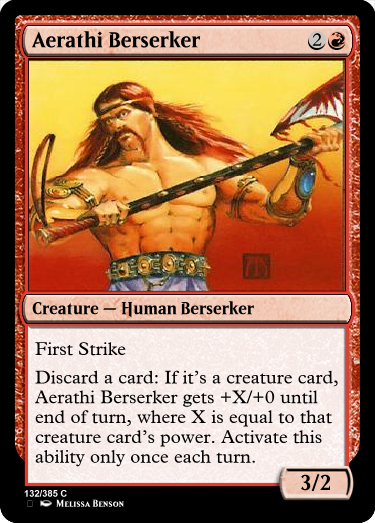 Aerathi Berserker 2
Creature — Human Berserker
First Strike
Discard a card: If it's a creature card,
Aerathi Berserker gets +X/+0 until
end of turn, where X is equal to that
creature card's power. Activate this
ability only once each turn.
3/2
132/385 C
Melissa Benson